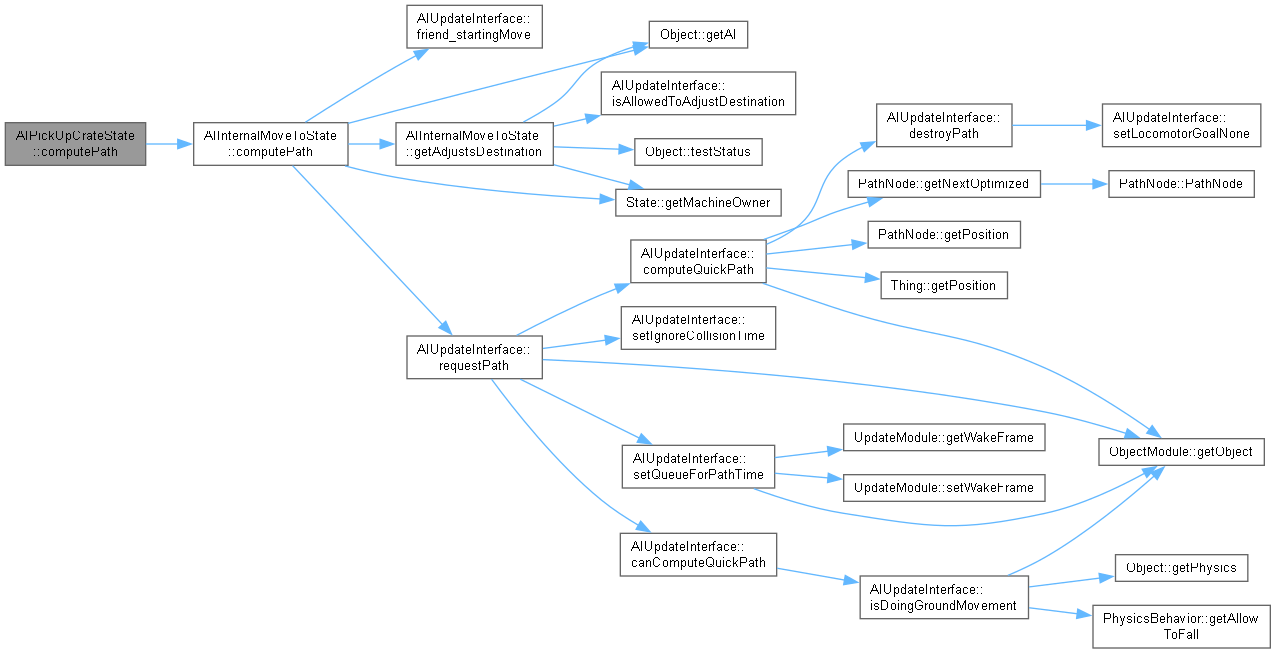 AIPickUpCrateState
::computePath
AIInternalMoveToState
::computePath
AIUpdateInterface::
friend_startingMove
Object::getAI
AIInternalMoveToState
::getAdjustsDestination
AIUpdateInterface::
isAllowedToAdjustDestination
Object::testStatus
State::getMachineOwner
AIUpdateInterface::
requestPath
AIUpdateInterface::
computeQuickPath
AIUpdateInterface::
destroyPath
AIUpdateInterface::
setLocomotorGoalNone
PathNode::getNextOptimized
PathNode::PathNode
PathNode::getPosition
Thing::getPosition
AIUpdateInterface::
setIgnoreCollisionTime
ObjectModule::getObject
AIUpdateInterface::
setQueueForPathTime
UpdateModule::getWakeFrame
UpdateModule::setWakeFrame
AIUpdateInterface::
canComputeQuickPath
AIUpdateInterface::
isDoingGroundMovement
Object::getPhysics
PhysicsBehavior::getAllow
ToFall